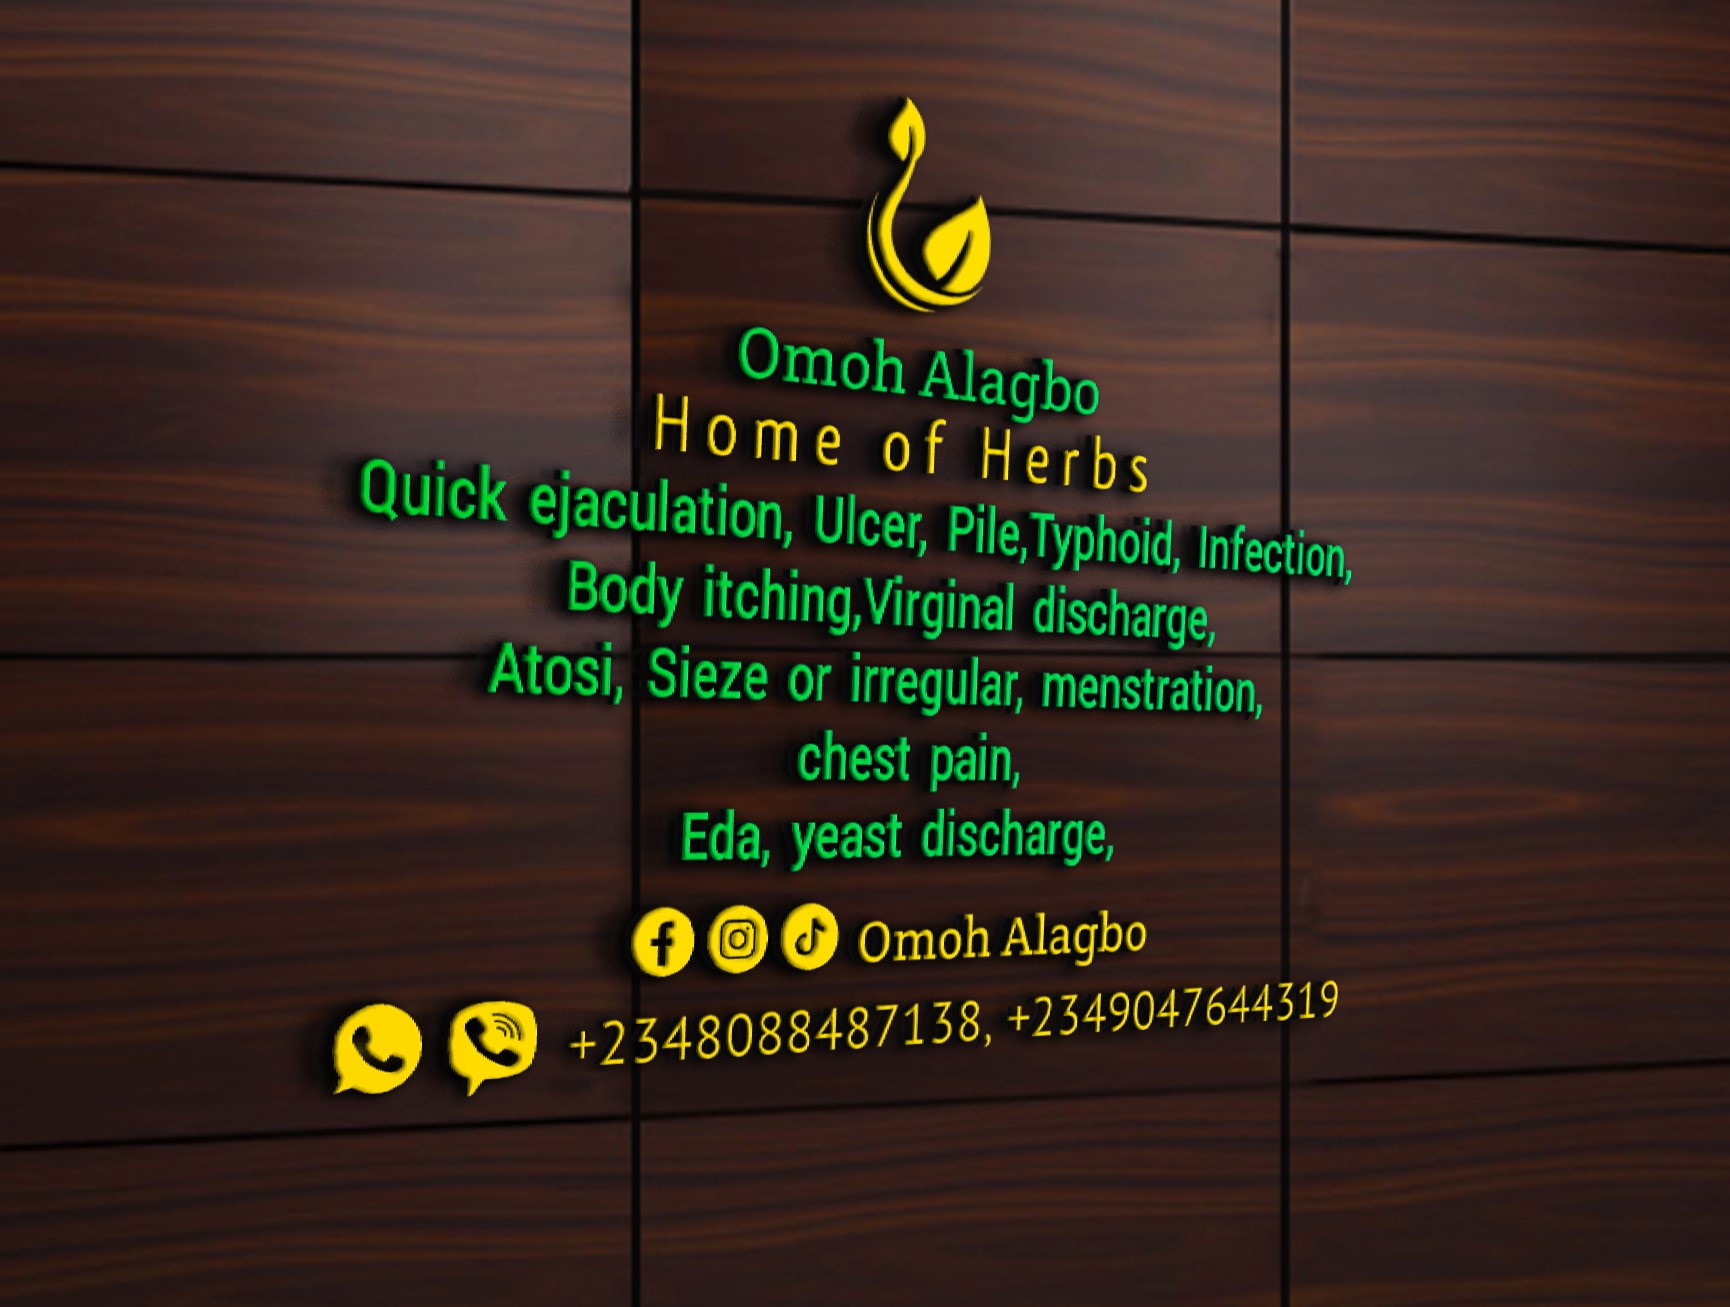 Omoh Alagbo
Home of Herbs
Quick ejaculation, Ulcer, Pile,Typhoid, Infection,
Body itching,Virginal discharge,
Atosi, Sieze or irregular, menstration,
chest pain,
Eda, yeast discharge,
Omoh Alagbo
+2348088487138, +2349047644319